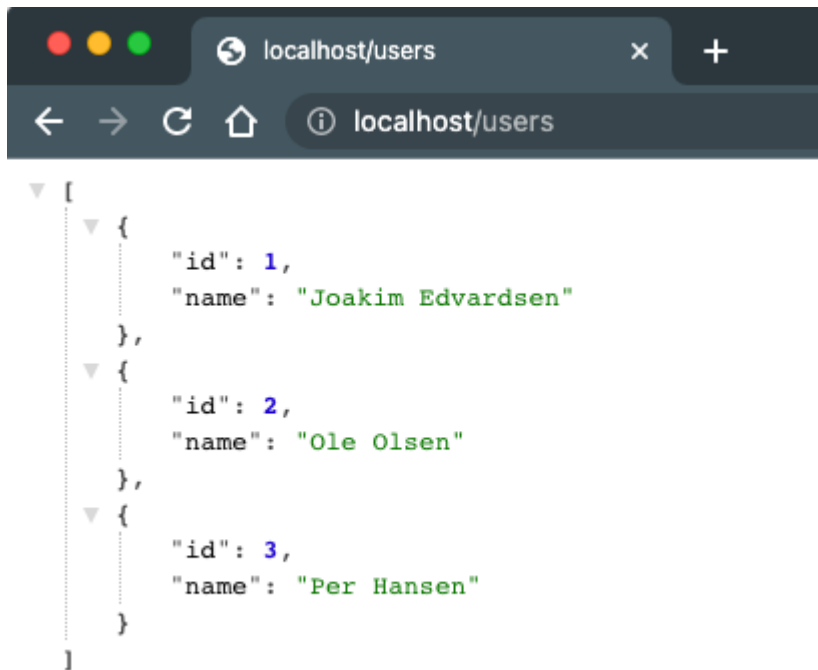 localhost/users
localhost/users
[
{
"id": 1,
"name": "Joakim Edvardsen"
},
{
"id": 2,
"name": "Ole Olsen"
},
{
"id": 3,
"name": "Per Hansen"
}
]